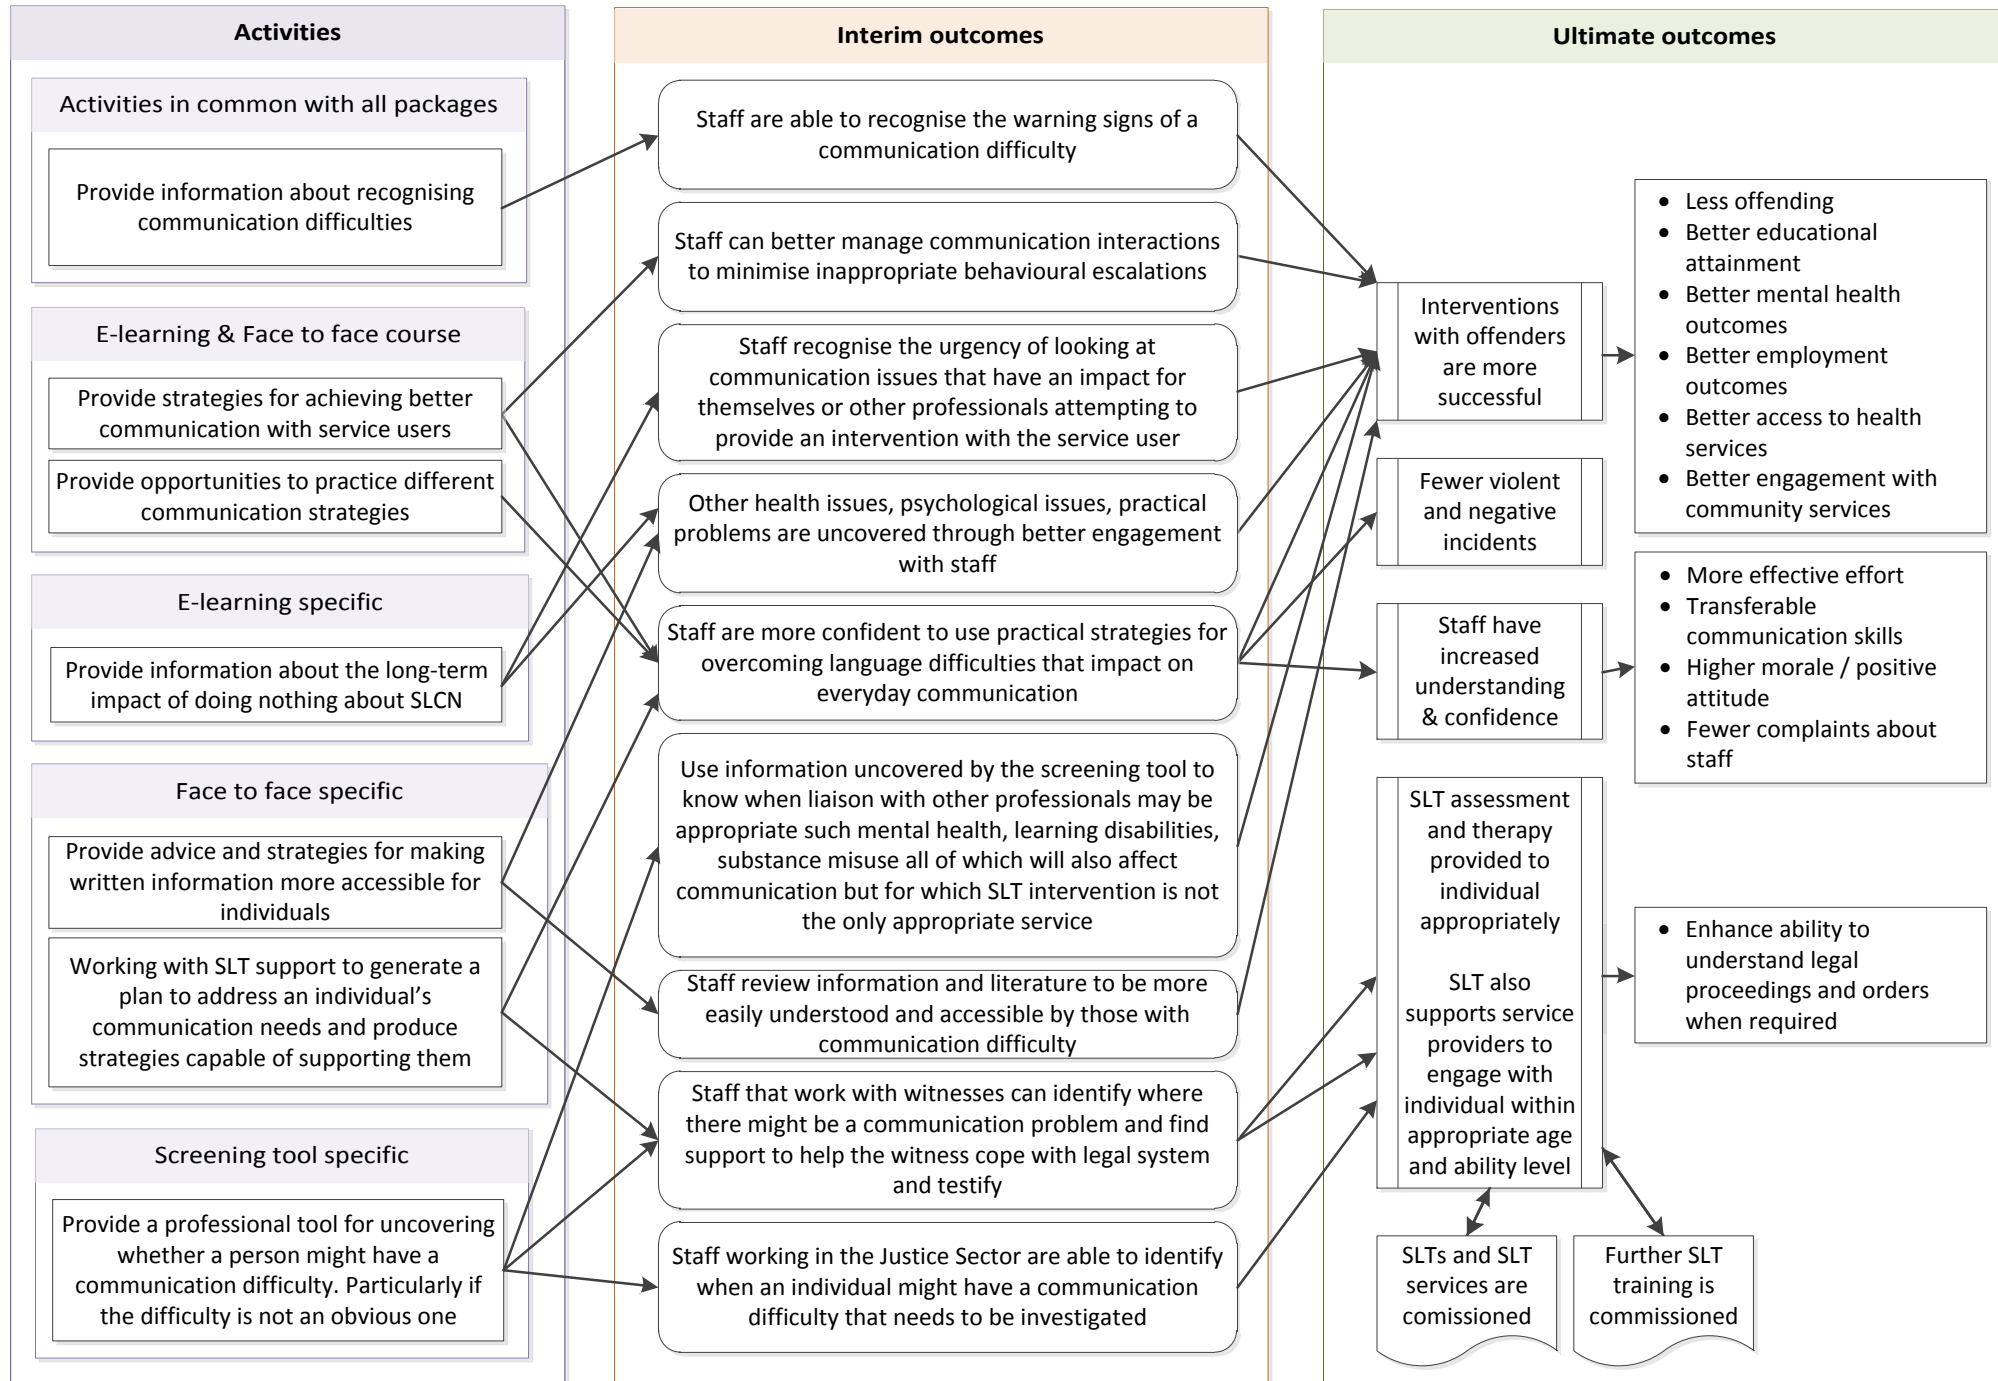 Activities
Activities in common with all packages
Provide information about recognising
communication difficulties
E-learning & Face to face course
Provide strategies for achieving better
communication with service users
Provide opportunities to practice different
communication strategies
E-learning specific
Provide information about the long-term
impact of doing nothing about SLCN
Face to face specific
Provide advice and strategies for making
written information more accessible for
individuals
Working with SLT support to generate a
plan to address an individual’s
communication needs and produce
strategies capable of supporting them
Screening tool specific
Provide a professional tool for uncovering
whether a person might have a
communication difficulty. Particularly if
the difficulty is not an obvious one
Interim outcomes
Staff are able to recognise the warning signs of a
communication difficulty
Staff can better manage communication interactions
to minimise inappropriate behavioural escalations
Staff recognise the urgency of looking at
communication issues that have an impact for
themselves or other professionals attempting to
provide an intervention with the service user
Other health issues, psychological issues, practical
problems are uncovered through better engagement
with staff
Staff are more confident to use practical strategies for
overcoming language difficulties that impact on
everyday communication
Use information uncovered by the screening tool to
know when liaison with other professionals may be
appropriate such mental health, learning disabilities,
substance misuse all of which will also affect
communication but for which SLT intervention is not
the only appropriate service
Staff review information and literature to be more
easily understood and accessible by those with
communication difficulty
Staff that work with witnesses can identify where
there might be a communication problem and find
support to help the witness cope with legal system
and testify
Staff working in the Justice Sector are able to identify
when an individual might have a communication
difficulty that needs to be investigated
Ultimate outcomes
Interventions
with offenders
are more
successful
Fewer violent
and negative
incidents
Staff have
increased
understanding
& confidence
SLT assessment
and therapy
provided to
individual
appropriately
SLT also
supports service
providers to
engage with
individual within
appropriate age
and ability level
SLTs and SLT
services are
comissioned
Further SLT
training is
commissioned
• Less offending
• Better educational
attainment
• Better mental health
outcomes
• Better employment
outcomes
• Better access to health
services
• Better engagement with
community services
• More effective effort
• Transferable
communication skills
• Higher morale / positive
attitude
• Fewer complaints about
staff
• Enhance ability to
understand legal
proceedings and orders
when required